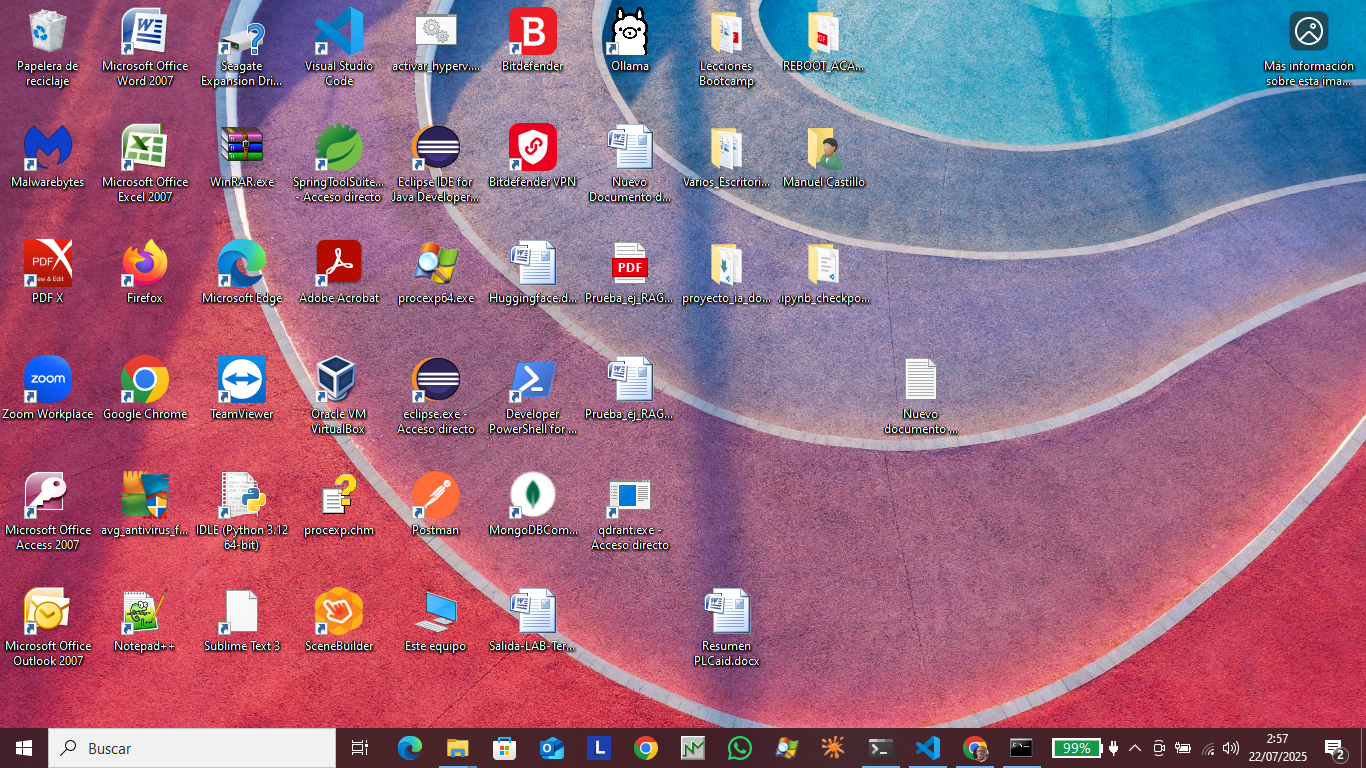 Papelera de
reciclaje
Microsoft Office
Word 2007
Seagate
Expansion Dri...
Visual Studio
Code
activar_hyperv....
Bitdefender
Ollama
Lecciones
Bootcamp
REBOOT_ACA...
Más información
sobre esta ima...
Malwarebytes
Microsoft Office
Excel 2007
WinRAR.exe
SpringToolSuite...
- Acceso directo
Eclipse IDE for
Java Developer...
Bitdefender VPN
Nuevo
Documento d...
Varios_Escritori...
Manuel Castillo
PDF X
Firefox
Microsoft Edge
Adobe Acrobat
procexp64.exe
Huggingface.d...
PDF
Prueba_ej_RAG...
proyecto_ia_do...
.ipynb_checkpo...
zoom
Zoom Workplace
Google Chrome
TeamViewer
Oracle VM
VirtualBox
eclipse.exe -
Acceso directo
Developer
PowerShell for ...
Prueba_ej_RAG...
Nuevo
documento ...
Microsoft Office
Access 2007
avg_antivirus_f...
IDLE (Python 3.12
64-bit)
procexp.chm
Postman
MongoDBCom...
qdrant.exe -
Acceso directo
Microsoft Office
Outlook 2007
Notepad++
Sublime Text 3
SceneBuilder
Este equipo
Salida-LAB-Ter...
Resumen
PLCaid.docx
Buscar
L
99%
2:57
22/07/2025
2